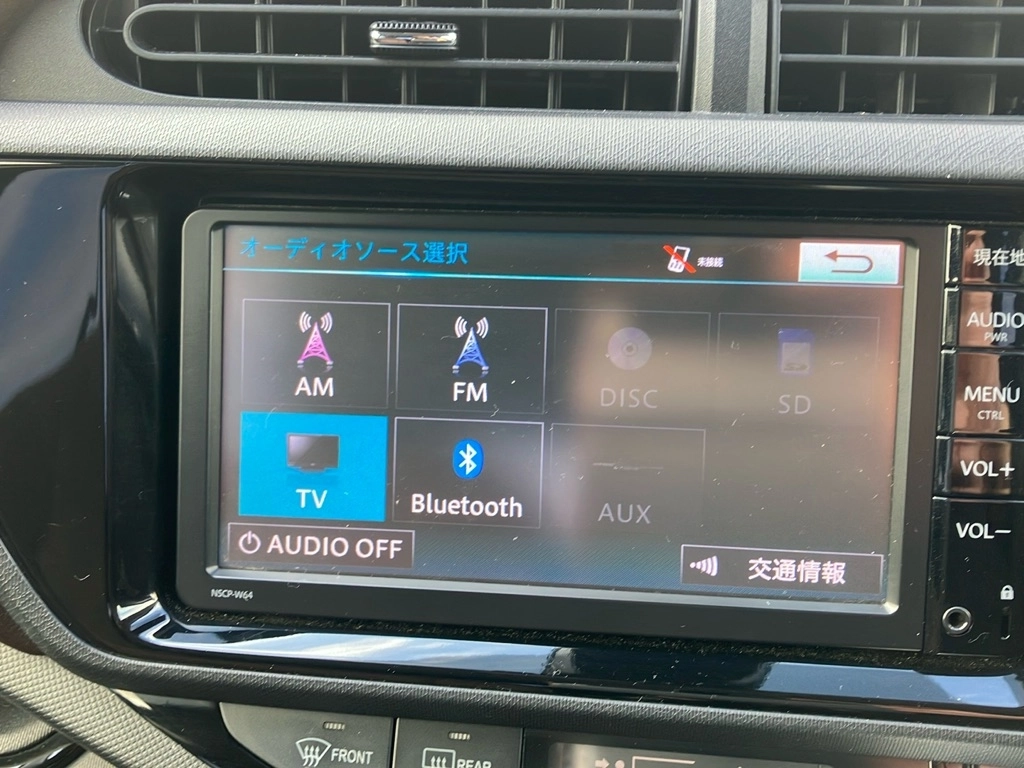 オーディオソース選択
未接続
AM
FM
DISC
SD
TV
Bluetooth
AUX
AUDIO OFF
交通情報
NSCP-W64
現在地
AUDIO
PWR
MENU
CTRL
VOL+
VOL−
FRONT
REAR